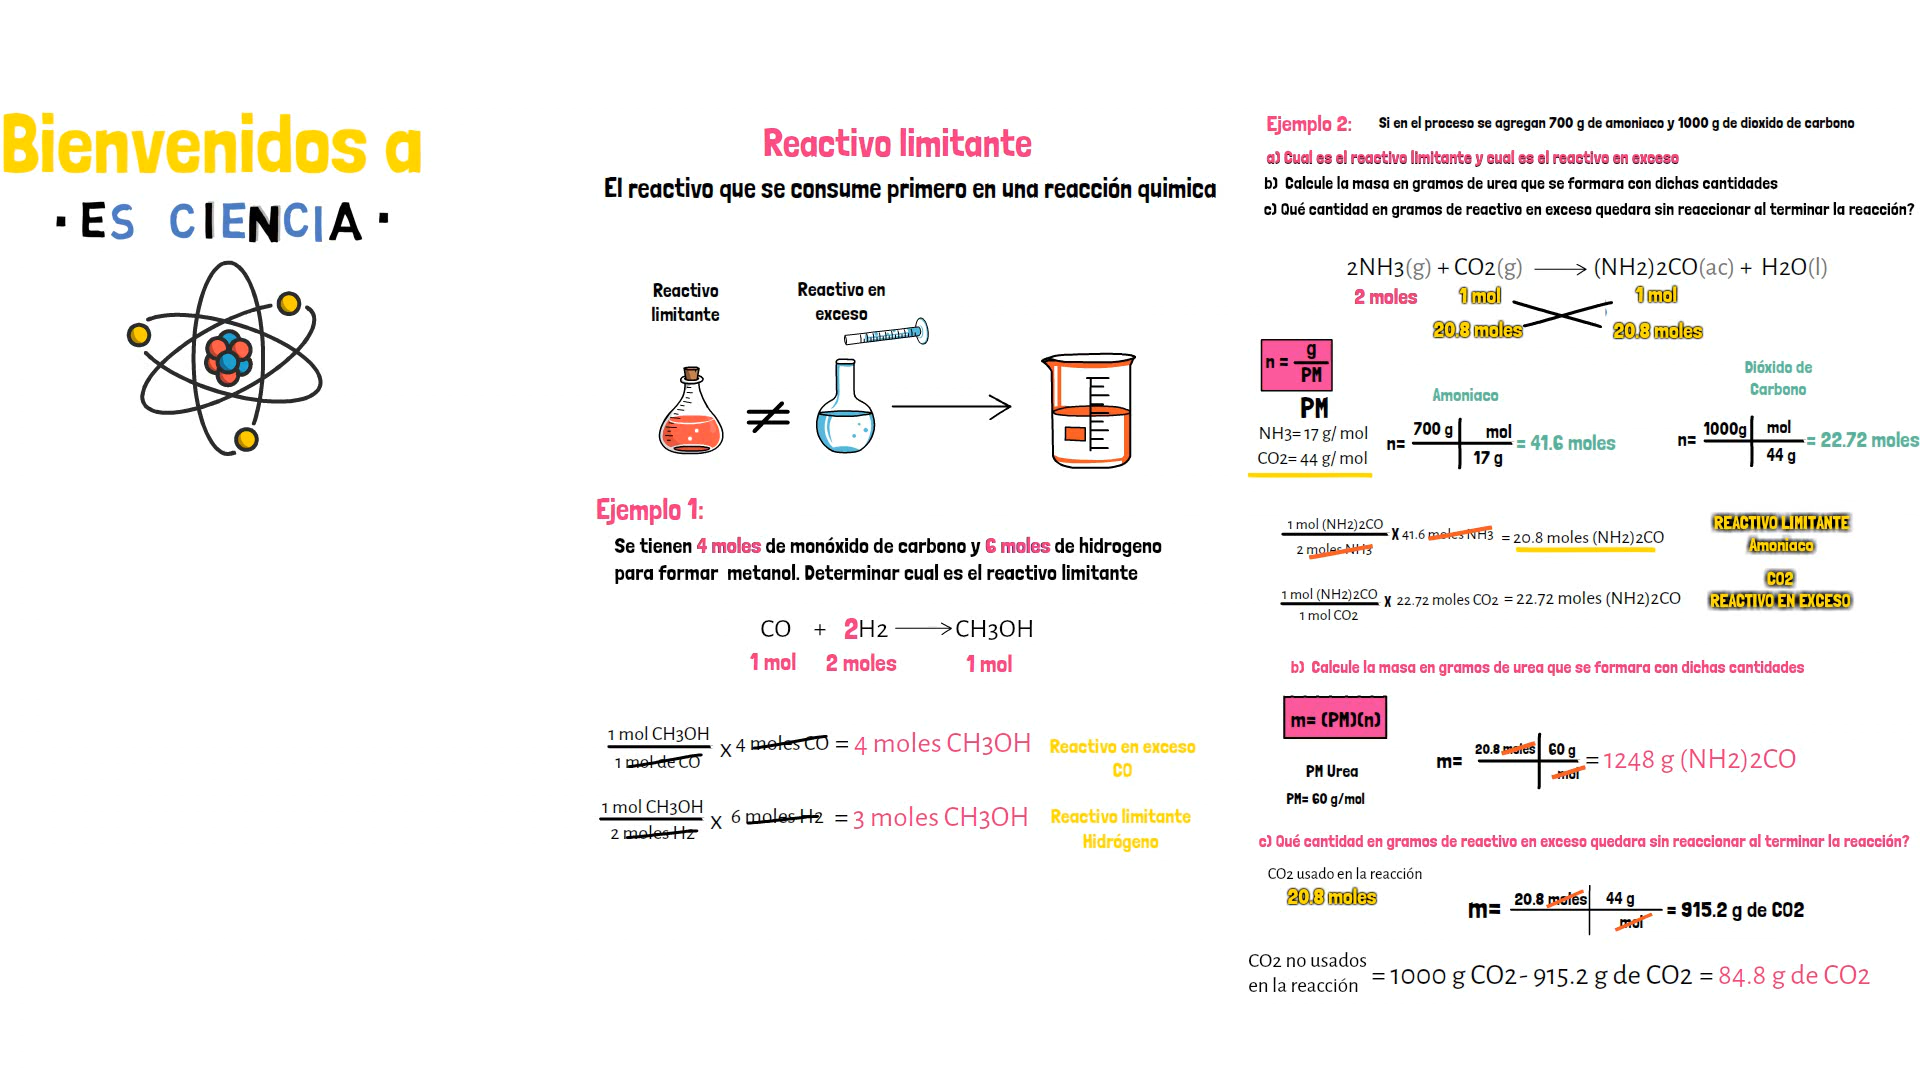 Bienvenidos a
· ES CIENCIA ·
Reactivo limitante
El reactivo que se consume primero en una reacción quimica
Reactivo
limitante
Reactivo en
exceso
≠
Ejemplo 1:
Se tienen 4 moles de monóxido de carbono y 6 moles de hidrogeno
para formar metanol. Determinar cual es el reactivo limitante
CO + 2H2 ⟶ CH3OH
1 mol 2 moles 1 mol
1 mol CH3OH
1 mol de CO
X 4 moles CO = 4 moles CH3OH
Reactivo en exceso
CO
1 mol CH3OH
2 moles H2
X 6 moles H2 = 3 moles CH3OH
Reactivo limitante
Hidrógeno
Ejemplo 2: Si en el proceso se agregan 700 g de amoniaco y 1000 g de dioxido de carbono
a) Cual es el reactivo limitante y cual es el reactivo en exceso
b) Calcule la masa en gramos de urea que se formara con dichas cantidades
c) Qué cantidad en gramos de reactivo en exceso quedara sin reaccionar al terminar la reacción?
2NH3(g) + CO2(g) ⟶ (NH2)2CO(ac) + H2O(l)
2 moles 1 mol 1 mol
20.8 moles 20.8 moles
n = g
PM
PM
NH3= 17 g/ mol
CO2= 44 g/ mol
Amoniaco
n= 700 g mol = 41.6 moles
17 g
Dióxido de
Carbono
n= 1000g mol = 22.72 moles
44 g
1 mol (NH2)2CO
2 moles NH3
X 41.6 moles NH3 = 20.8 moles (NH2)2CO
REACTIVO LIMITANTE
Amoniaco
1 mol (NH2)2CO
1 mol CO2
X 22.72 moles CO2 = 22.72 moles (NH2)2CO
CO2
REACTIVO EN EXCESO
b) Calcule la masa en gramos de urea que se formara con dichas cantidades
m= (PM)(n)
PM Urea
PM= 60 g/mol
m= 20.8 moles 60 g = 1248 g (NH2)2CO
mol
c) Qué cantidad en gramos de reactivo en exceso quedara sin reaccionar al terminar la reacción?
CO2 usado en la reacción
20.8 moles
m= 20.8 moles 44 g = 915.2 g de CO2
mol
CO2 no usados
en la reacción
= 1000 g CO2 - 915.2 g de CO2 = 84.8 g de CO2